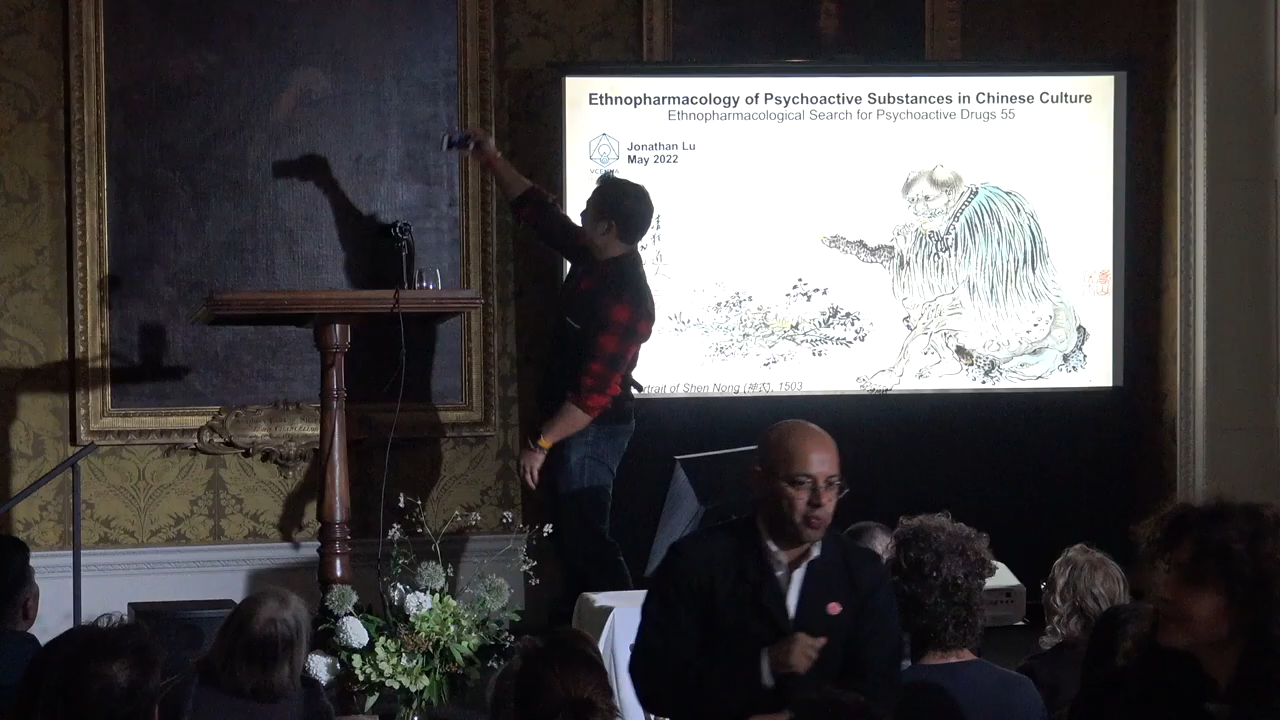 Ethnopharmacology of Psychoactive Substances in Chinese Culture
Ethnopharmacological Search for Psychoactive Drugs 55
Jonathan Lu
May 2022
of Shen Nong (神农), 1503